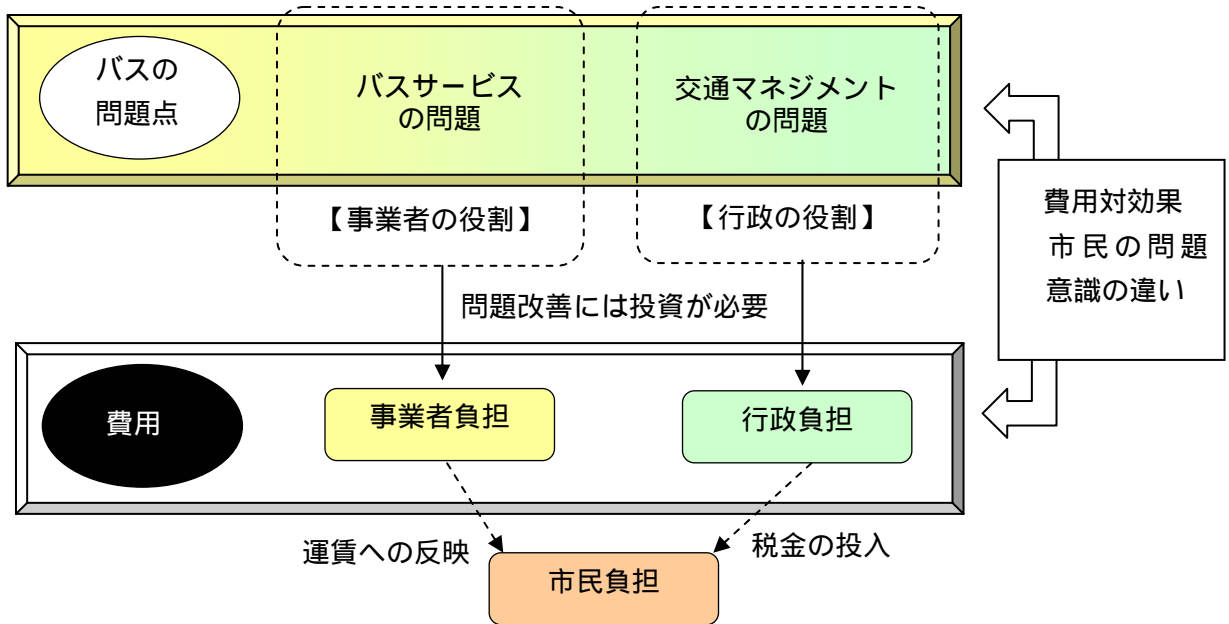 バスの
問題点
バスサービス
の問題
交通マネジメント
の問題
【事業者の役割】
【行政の役割】
費用対効果
市民の問題
意識の違い
問題改善には投資が必要
費用
事業者負担
行政負担
運賃への反映
税金の投入
市民負担